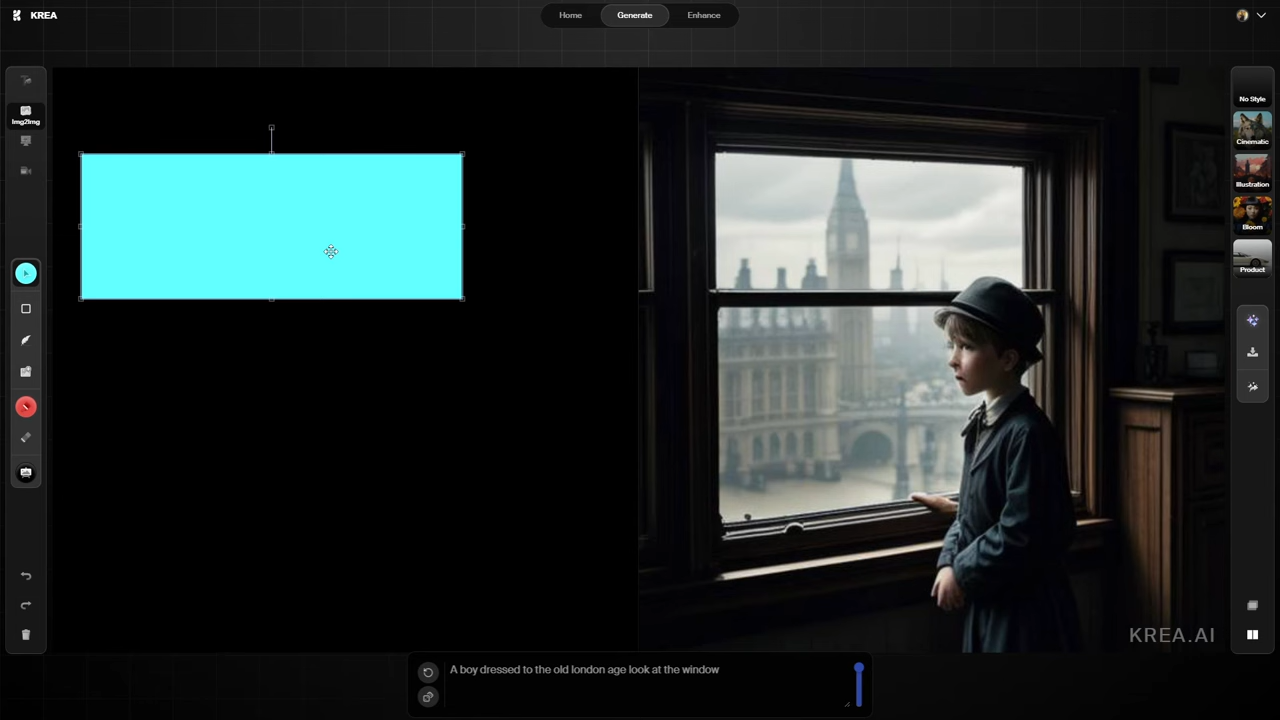 KREA
Home
Generate
Enhance
Img2Img
No Style
Cinematic
Illustration
Bloom
Product
KREA.AI
A boy dressed to the old london age look at the window